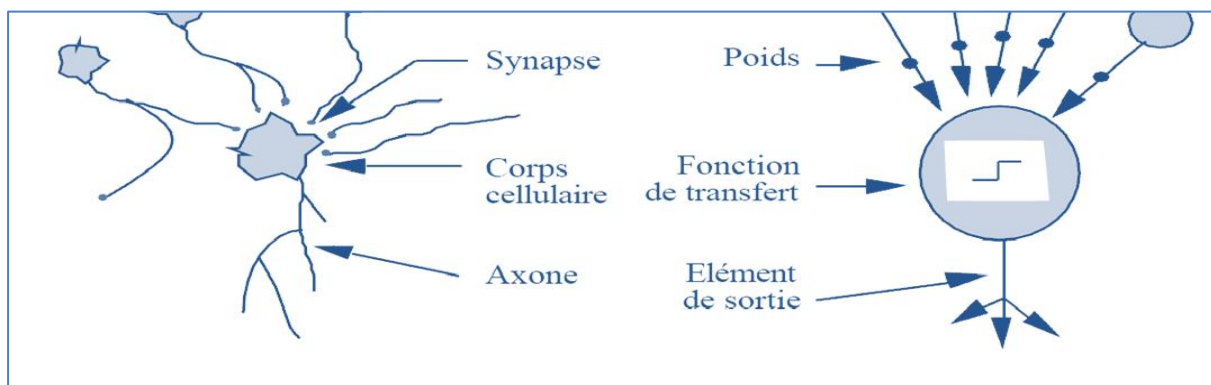 Synapse
Corps
cellulaire
Axone
Poids
Fonction
de transfert
Elément
de sortie